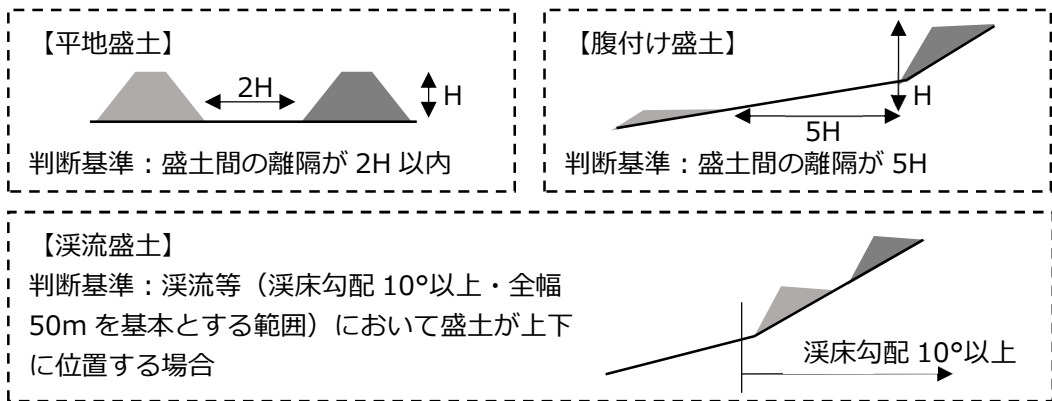 【平地盛土】
2H
H
判断基準：盛土間の離隔が 2H 以内
【腹付け盛土】
H
5H
判断基準：盛土間の離隔が 5H
【渓流盛土】
判断基準：渓流等（渓床勾配 10°以上・全幅
50m を基本とする範囲）において盛土が上下
に位置する場合
渓床勾配 10°以上